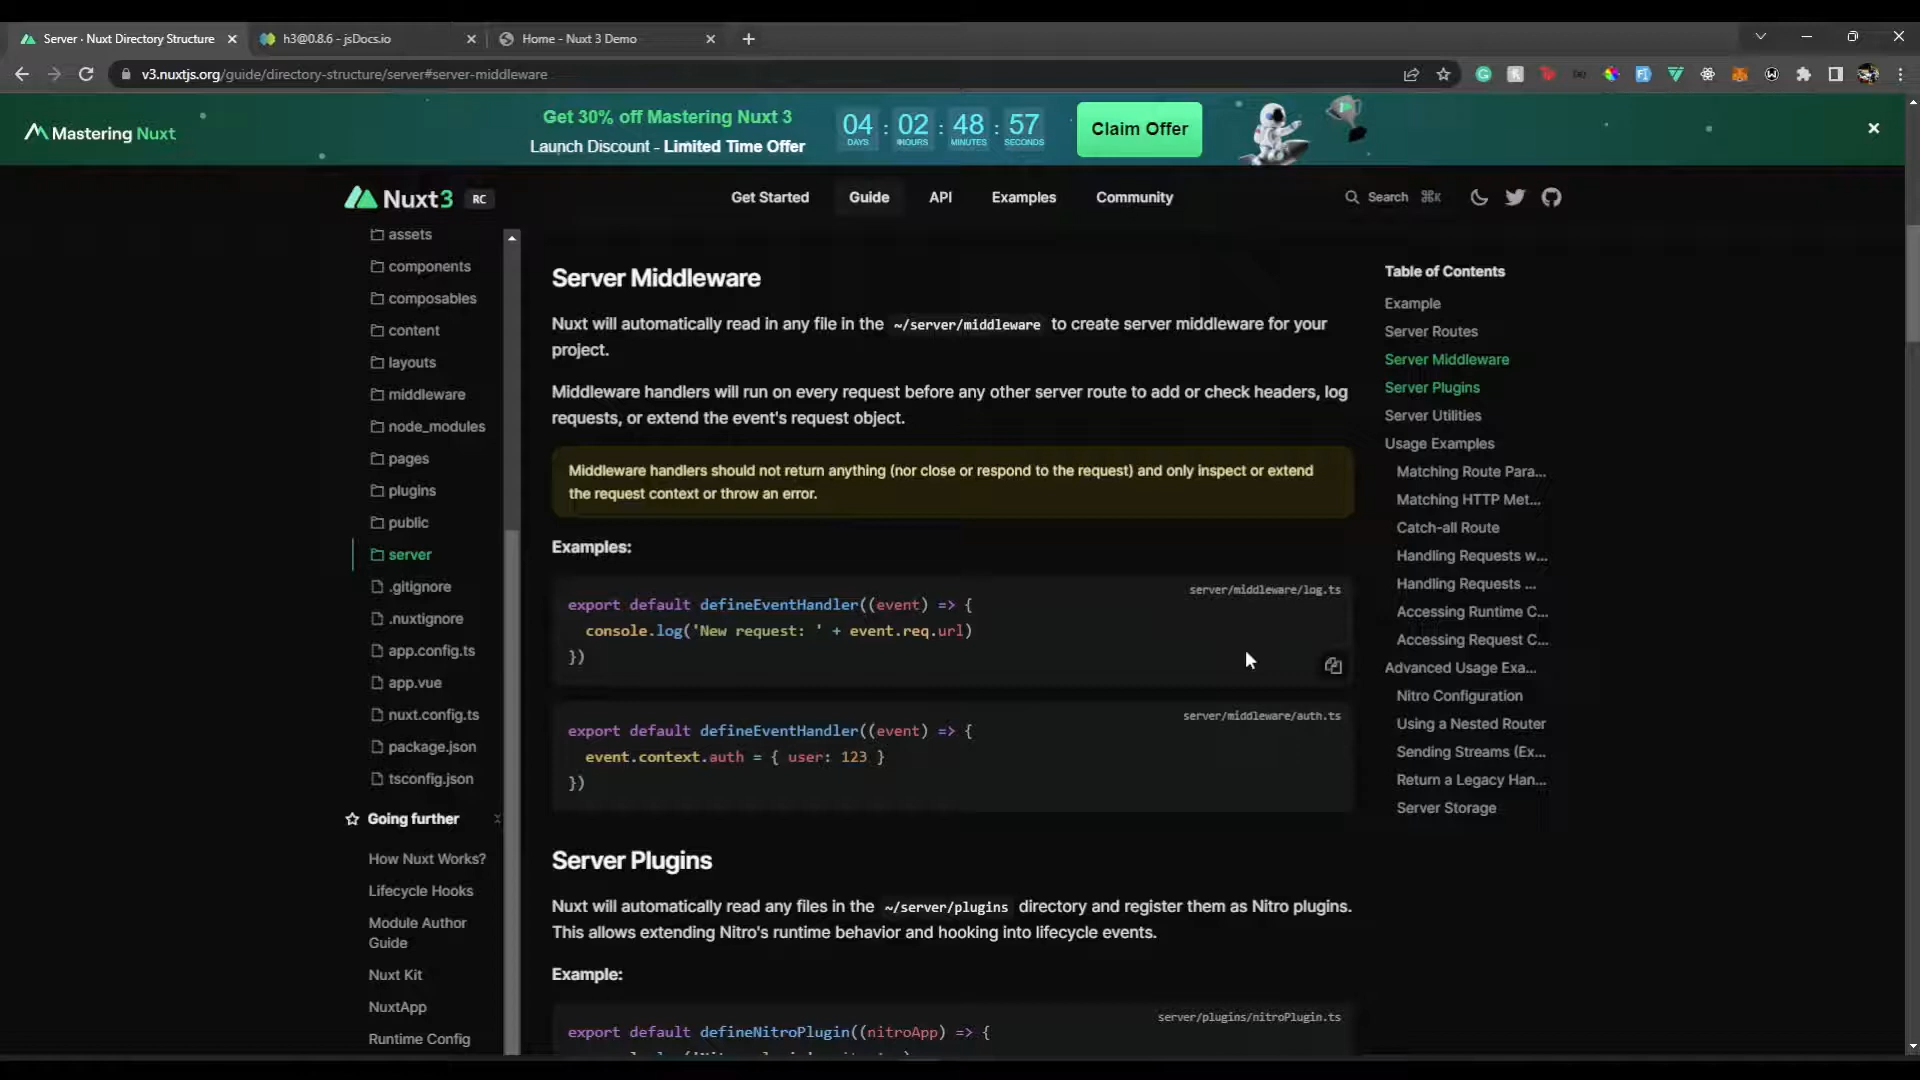 Server · Nuxt Directory Structure
h3@0.8.6 - jsDocs.io
Home - Nuxt 3 Demo
v3.nuxtjs.org/guide/directory-structure/server#server-middleware
Mastering Nuxt
Get 30% off Mastering Nuxt 3
Launch Discount - Limited Time Offer
04 : 02 : 48 : 57
DAYS HOURS MINUTES SECONDS
Claim Offer
Nuxt3 RC
Get Started
Guide
API
Examples
Community
Search ⌘K
assets
components
composables
content
layouts
middleware
node_modules
pages
plugins
public
server
.gitignore
.nuxtignore
app.config.ts
app.vue
nuxt.config.ts
package.json
tsconfig.json
Going further
How Nuxt Works?
Lifecycle Hooks
Module Author
Guide
Nuxt Kit
NuxtApp
Runtime Config
Server Middleware
Nuxt will automatically read in any file in the ~/server/middleware to create server middleware for your
project.
Middleware handlers will run on every request before any other server route to add or check headers, log
requests, or extend the event's request object.
Middleware handlers should not return anything (nor close or respond to the request) and only inspect or extend
the request context or throw an error.
Examples:
server/middleware/log.ts
export default defineEventHandler((event) => {
console.log('New request: ' + event.req.url)
})
server/middleware/auth.ts
export default defineEventHandler((event) => {
event.context.auth = { user: 123 }
})
Server Plugins
Nuxt will automatically read any files in the ~/server/plugins directory and register them as Nitro plugins.
This allows extending Nitro's runtime behavior and hooking into lifecycle events.
Example:
server/plugins/nitroPlugin.ts
export default defineNitroPlugin((nitroApp) => {
Table of Contents
Example
Server Routes
Server Middleware
Server Plugins
Server Utilities
Usage Examples
Matching Route Para...
Matching HTTP Met...
Catch-all Route
Handling Requests w...
Handling Requests ...
Accessing Runtime C...
Accessing Request C...
Advanced Usage Exa...
Nitro Configuration
Using a Nested Router
Sending Streams (Ex...
Return a Legacy Han...
Server Storage